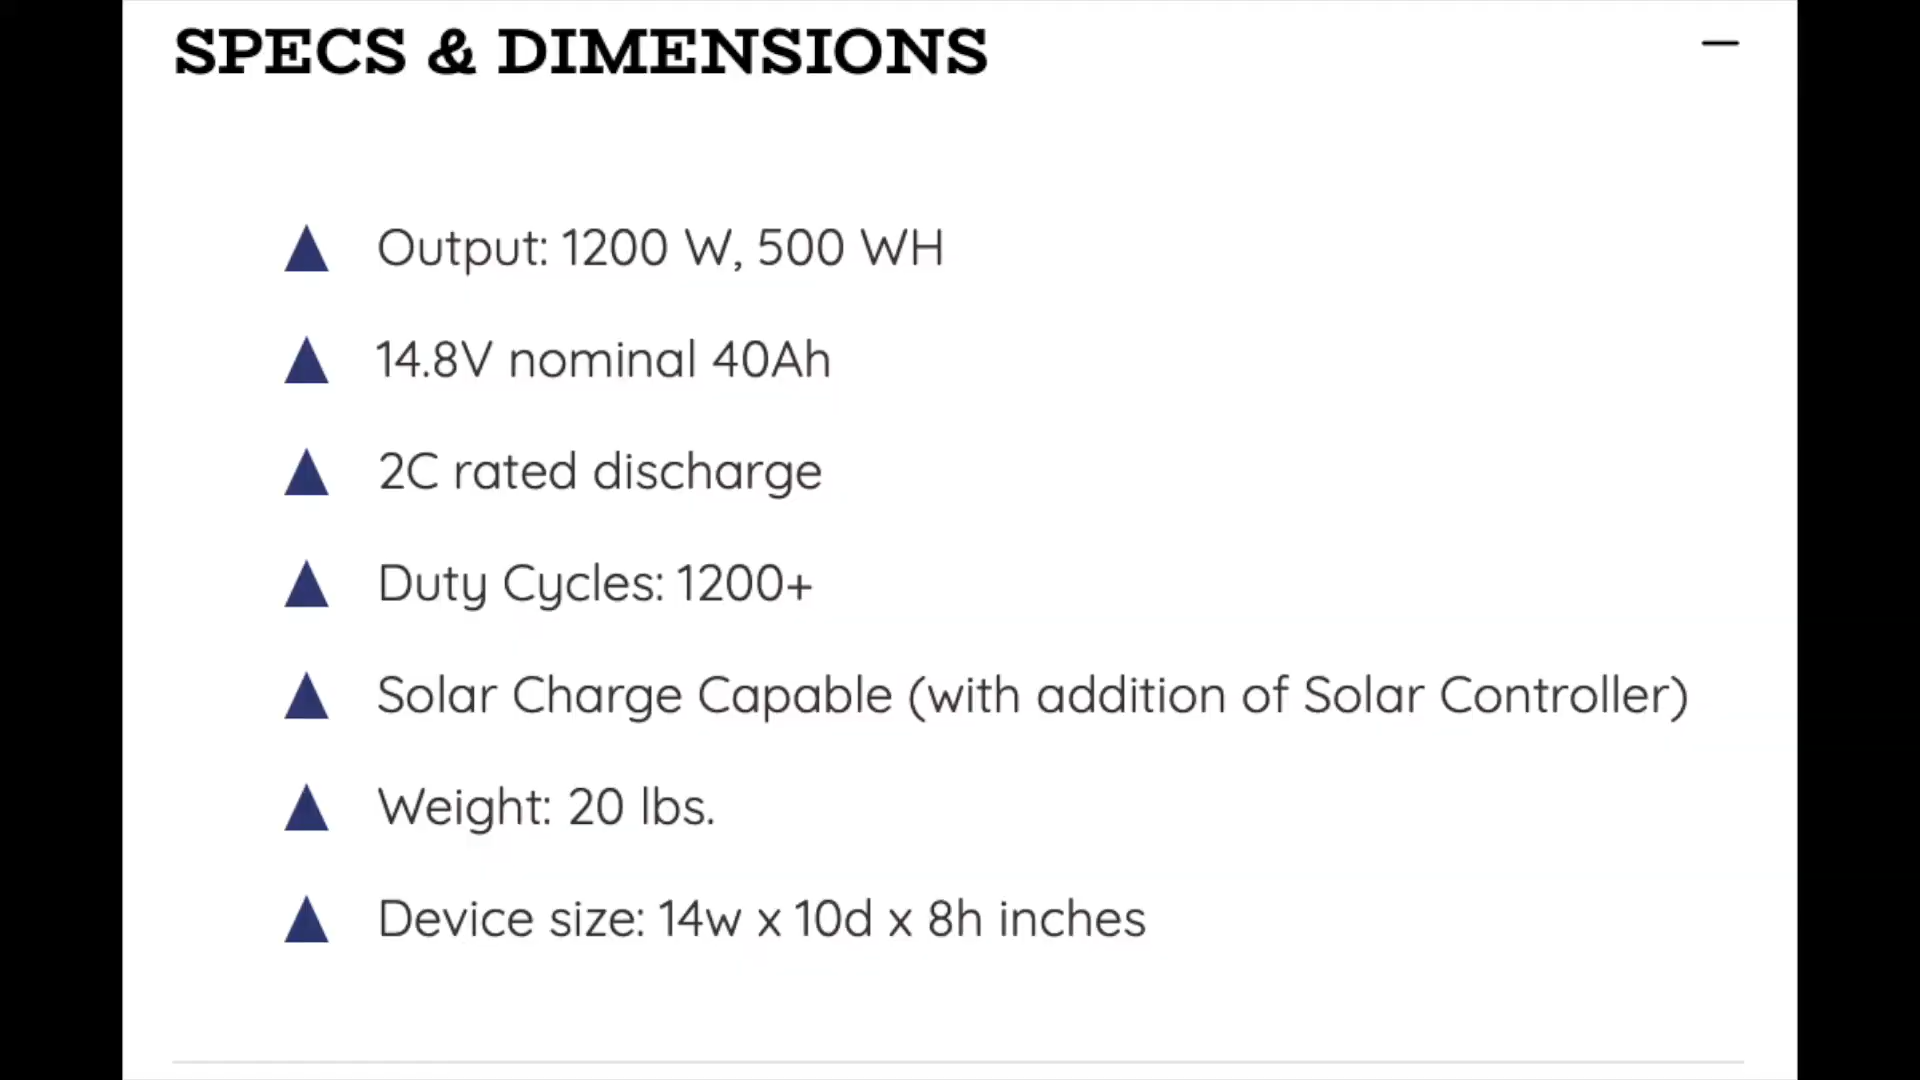 SPECS & DIMENSIONS
Output: 1200 W, 500 WH
14.8V nominal 40Ah
2C rated discharge
Duty Cycles: 1200+
Solar Charge Capable (with addition of Solar Controller)
Weight: 20 lbs.
Device size: 14w x 10d x 8h inches